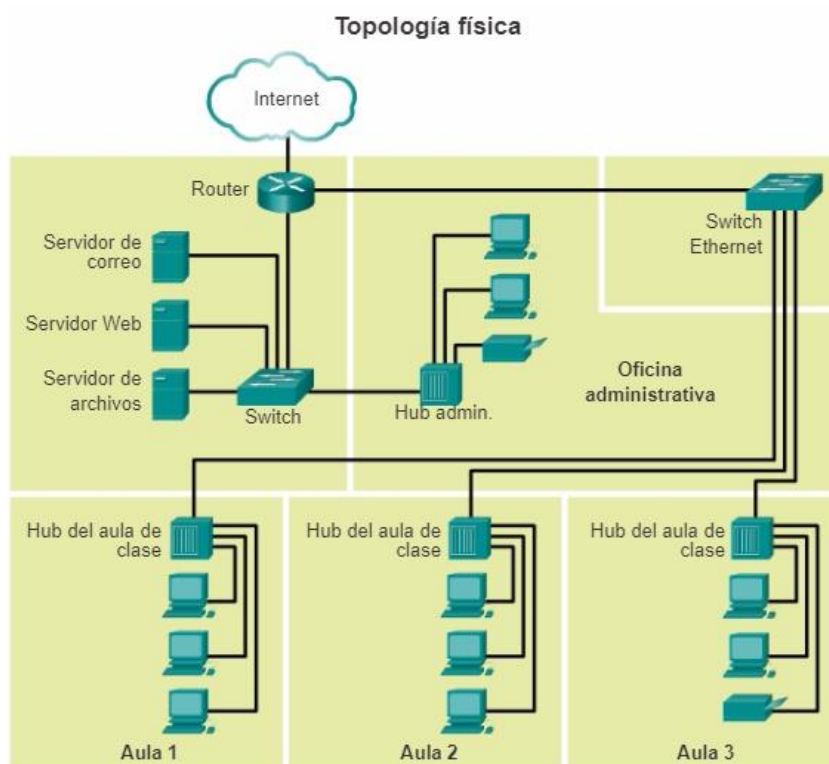 Topología física
Internet
Router
Servidor de
correo
Servidor Web
Servidor de
archivos
Switch
Hub admin.
Switch
Ethernet
Oficina
administrativa
Hub del aula de
clase
Hub del aula de
clase
Hub del aula de
clase
Aula 1
Aula 2
Aula 3